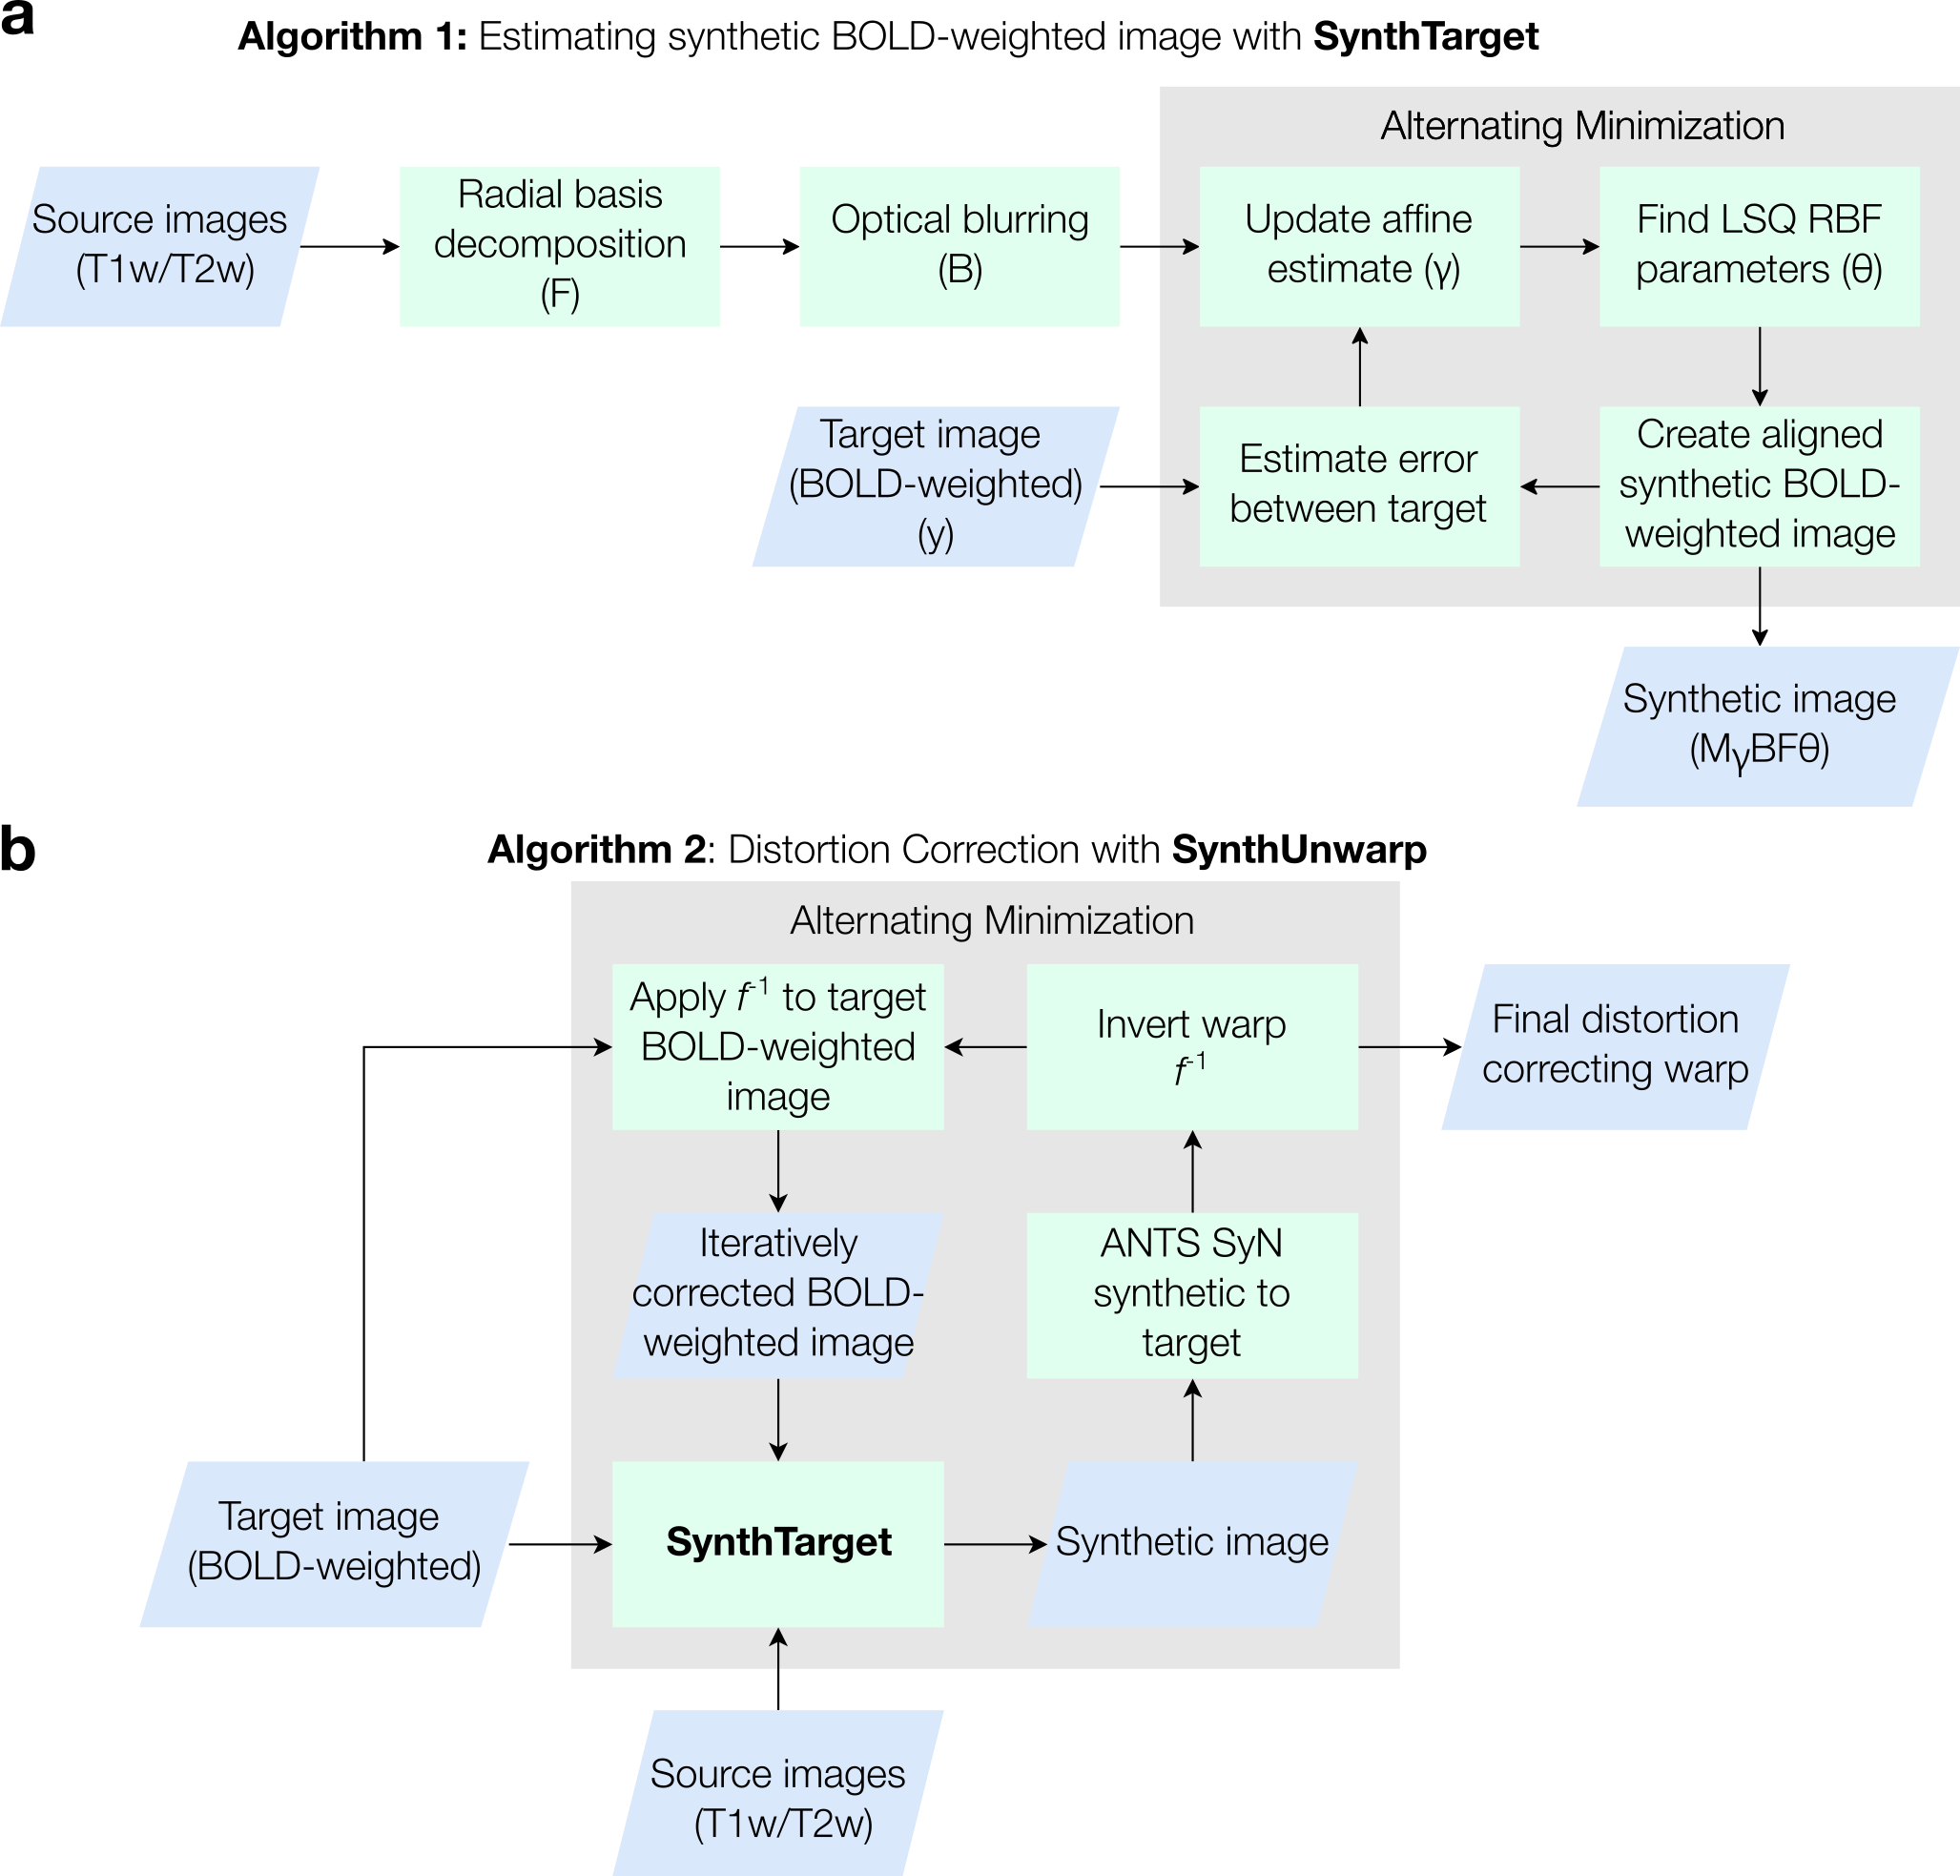 a
Algorithm 1: Estimating synthetic BOLD-weighted image with SynthTarget
Alternating Minimization
Source images
(T1w/T2w)
Radial basis
decomposition
(F)
Optical blurring
(B)
Update affine
estimate (γ)
Find LSQ RBF
parameters (θ)
Target image
(BOLD-weighted)
(y)
Estimate error
between target
Create aligned
synthetic BOLD-
weighted image
Synthetic image
(MγBFθ)
b
Algorithm 2: Distortion Correction with SynthUnwarp
Alternating Minimization
Apply f⁻¹ to target
BOLD-weighted
image
Invert warp
f⁻¹
Final distortion
correcting warp
Iteratively
corrected BOLD-
weighted image
ANTS SyN
synthetic to
target
Target image
(BOLD-weighted)
SynthTarget
Synthetic image
Source images
(T1w/T2w)